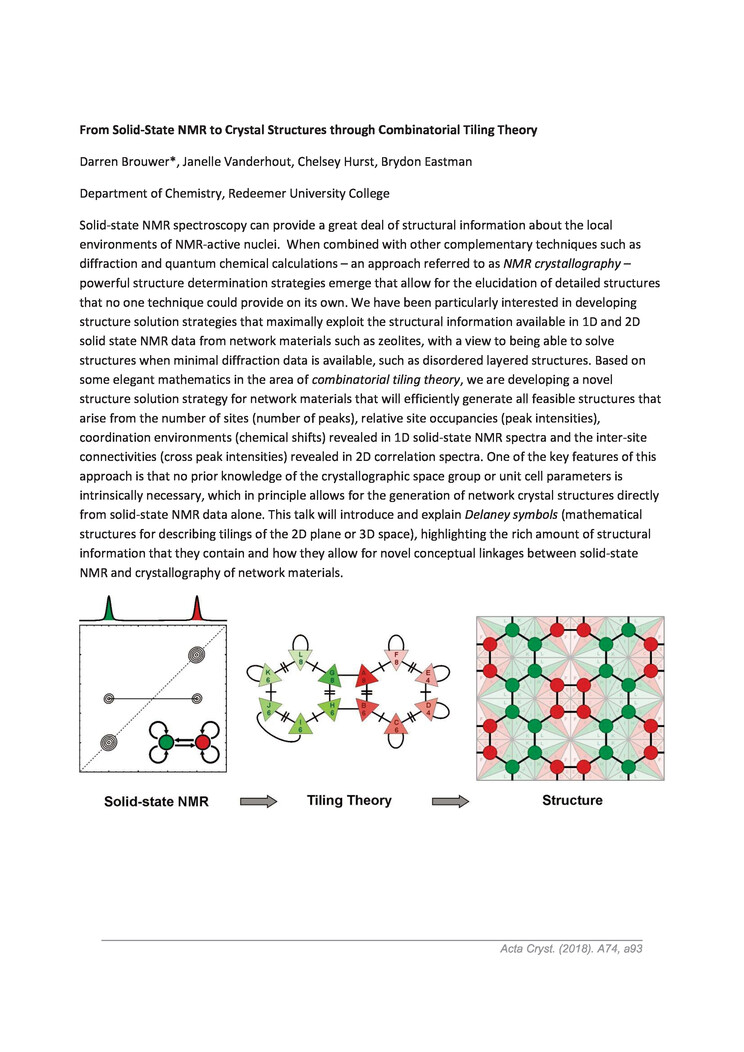 From Solid-State NMR to Crystal Structures through Combinatorial Tiling Theory
Darren Brouwer*, Janelle Vanderhout, Chelsey Hurst, Brydon Eastman
Department of Chemistry, Redeemer University College
Solid-state NMR spectroscopy can provide a great deal of structural information about the local
environments of NMR-active nuclei.  When combined with other complementary techniques such as
diffraction and quantum chemical calculations – an approach referred to as NMR crystallography –
powerful structure determination strategies emerge that allow for the elucidation of detailed structures
that no one technique could provide on its own. We have been particularly interested in developing
structure solution strategies that maximally exploit the structural information available in 1D and 2D
solid state NMR data from network materials such as zeolites, with a view to being able to solve
structures when minimal diffraction data is available, such as disordered layered structures. Based on
some elegant mathematics in the area of combinatorial tiling theory, we are developing a novel
structure solution strategy for network materials that will efficiently generate all feasible structures that
arise from the number of sites (number of peaks), relative site occupancies (peak intensities),
coordination environments (chemical shifts) revealed in 1D solid-state NMR spectra and the inter-site
connectivities (cross peak intensities) revealed in 2D correlation spectra. One of the key features of this
approach is that no prior knowledge of the crystallographic space group or unit cell parameters is
intrinsically necessary, which in principle allows for the generation of network crystal structures directly
from solid-state NMR data alone. This talk will introduce and explain Delaney symbols (mathematical
structures for describing tilings of the 2D plane or 3D space), highlighting the rich amount of structural
information that they contain and how they allow for novel conceptual linkages between solid-state
NMR and crystallography of network materials.
L
8
F
8
K
6
G
8
E
4
J
6
H
6
B
6
D
4
I
6
C
6
Solid-state NMR
Tiling Theory
Structure
Acta Cryst. (2018). A74, a93